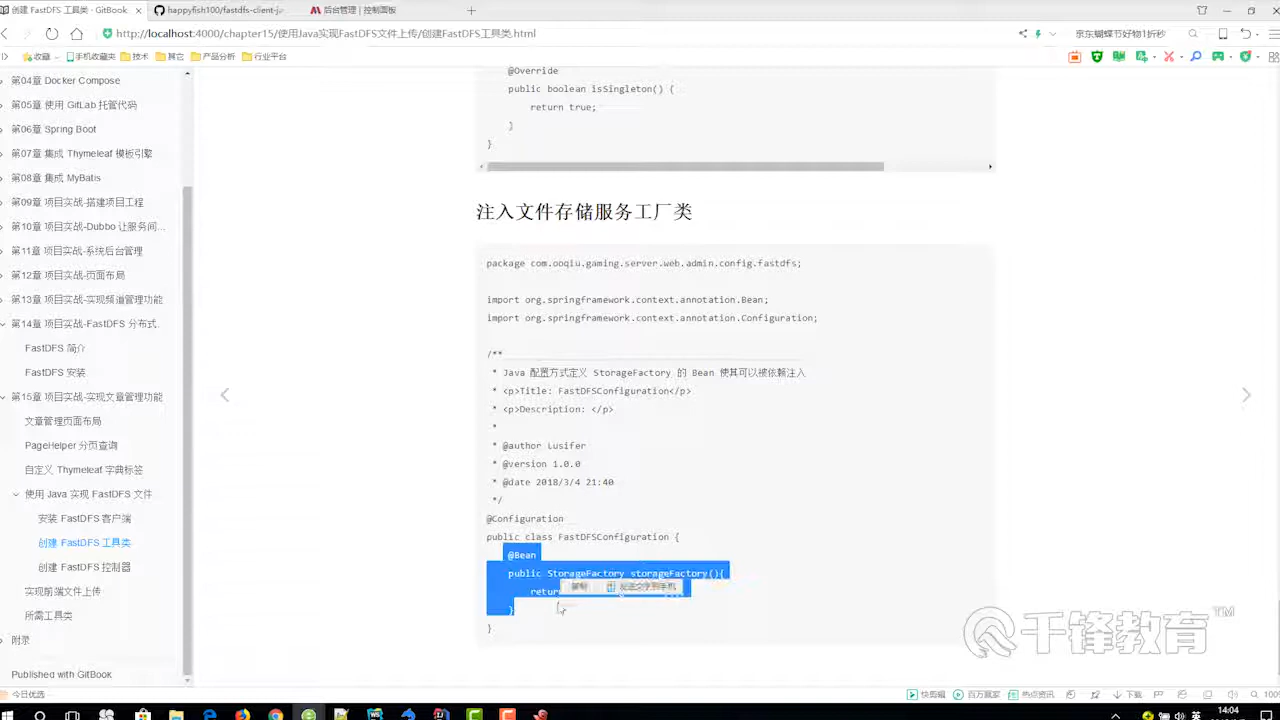 创建 FastDFS 工具类 · GitBook
happyfish100/fastdfs-client-j
后台管理 | 控制面板
http://localhost:4000/chapter15/使用Java实现FastDFS文件上传/创建FastDFS工具类.html
京东蝴蝶节好物1折秒
收藏
手机收藏夹
技术
其它
产品分析
行业平台
第04章 Docker Compose
第05章 使用 GitLab 托管代码
第06章 Spring Boot
第07章 集成 Thymeleaf 模板引擎
第08章 集成 MyBatis
第09章 项目实战-搭建项目工程
第10章 项目实战-Dubbo 让服务间...
第11章 项目实战-系统后台管理
第12章 项目实战-页面布局
第13章 项目实战-实现频道管理功能
第14章 项目实战-FastDFS 分布式...
FastDFS 简介
FastDFS 安装
第15章 项目实战-实现文章管理功能
文章管理页面布局
PageHelper 分页查询
自定义 Thymeleaf 字典标签
使用 Java 实现 FastDFS 文件
安装 FastDFS 客户端
创建 FastDFS 工具类
创建 FastDFS 控制器
实现前端文件上传
所需工具类
附录
Published with GitBook
@Override
public boolean isSingleton() {
return true;
}
}
注入文件存储服务工厂类
package com.ooqiu.gaming.server.web.admin.config.fastdfs;
import org.springframework.context.annotation.Bean;
import org.springframework.context.annotation.Configuration;
/**
* Java 配置方式定义 StorageFactory 的 Bean 使其可以被依赖注入
* <p>Title: FastDFSConfiguration</p>
* <p>Description: </p>
*
* @author Lusifer
* @version 1.0.0
* @date 2018/3/4 21:40
*/
@Configuration
public class FastDFSConfiguration {
@Bean
public StorageFactory storageFactory(){
return
}
}
千锋教育™
今日优选
快剪辑
百万赢家
热点资讯
下载
100
英
14:04